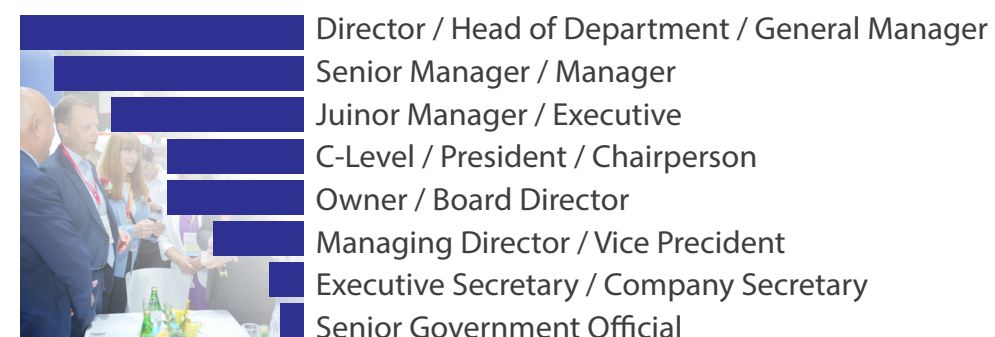 Director / Head of Department / General Manager
Senior Manager / Manager
Juinor Manager / Executive
C-Level / President / Chairperson
Owner / Board Director
Managing Director / Vice Precident
Executive Secretary / Company Secretary
Senior Government Official